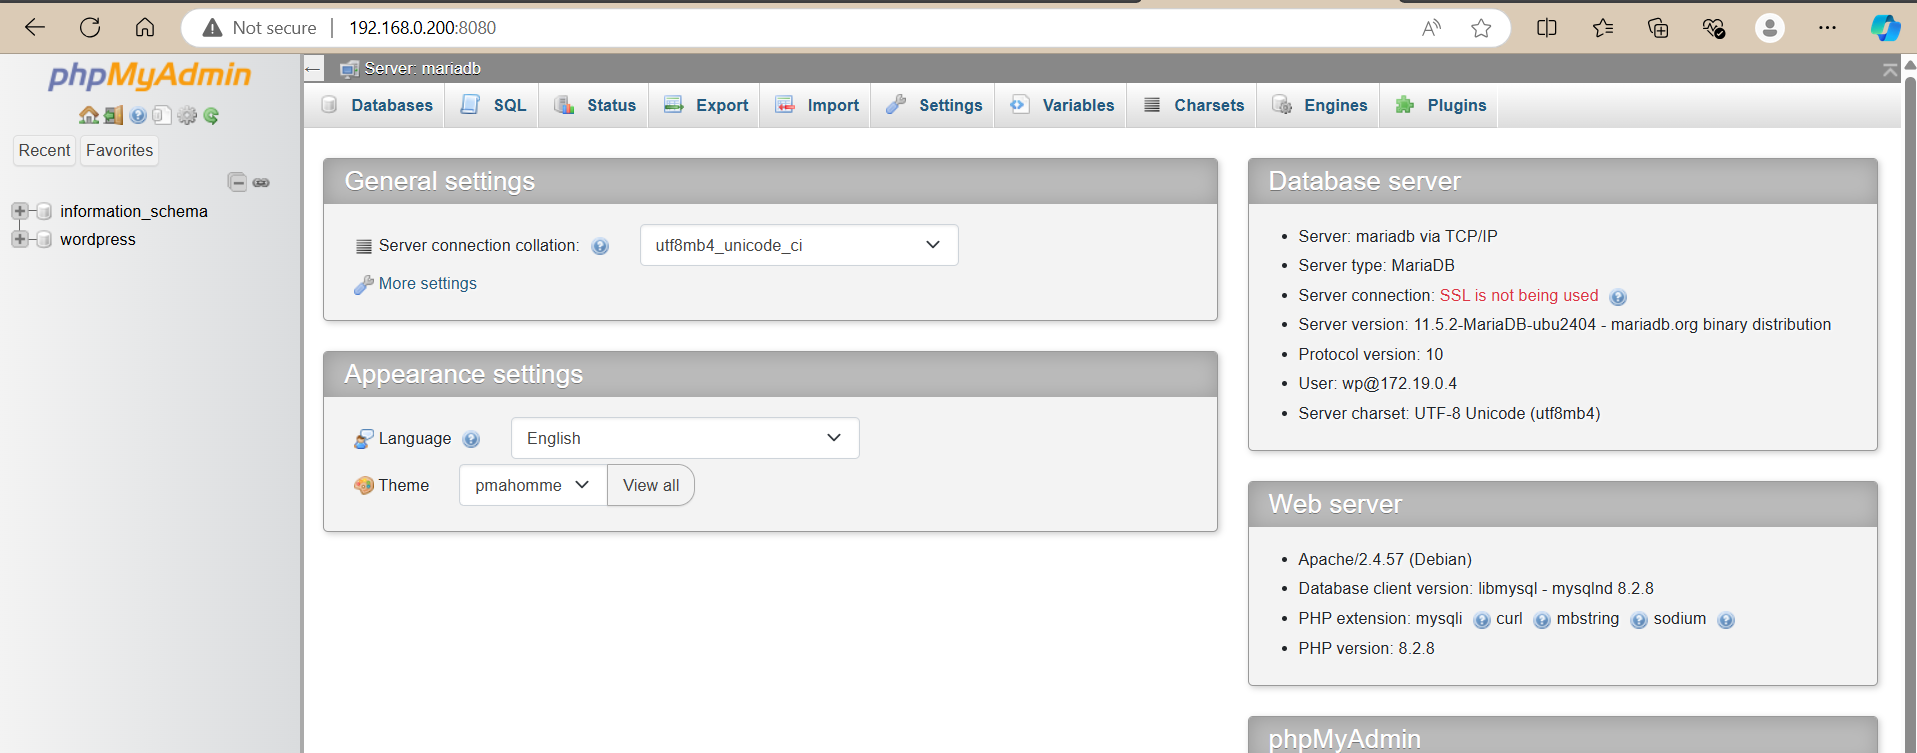 Not secure 192.168.0.200:8080
phpMyAdmin
Recent Favorites
information_schema
wordpress
Server: mariadb
Databases SQL Status Export Import Settings Variables Charsets Engines Plugins
General settings
Server connection collation: utf8mb4_unicode_ci
More settings
Appearance settings
Language English
Theme pmahomme View all
Database server
Server: mariadb via TCP/IP
Server type: MariaDB
Server connection: SSL is not being used
Server version: 11.5.2-MariaDB-ubu2404 - mariadb.org binary distribution
Protocol version: 10
User: wp@172.19.0.4
Server charset: UTF-8 Unicode (utf8mb4)
Web server
Apache/2.4.57 (Debian)
Database client version: libmysql - mysqlnd 8.2.8
PHP extension: mysqli curl mbstring sodium
PHP version: 8.2.8
phpMyAdmin